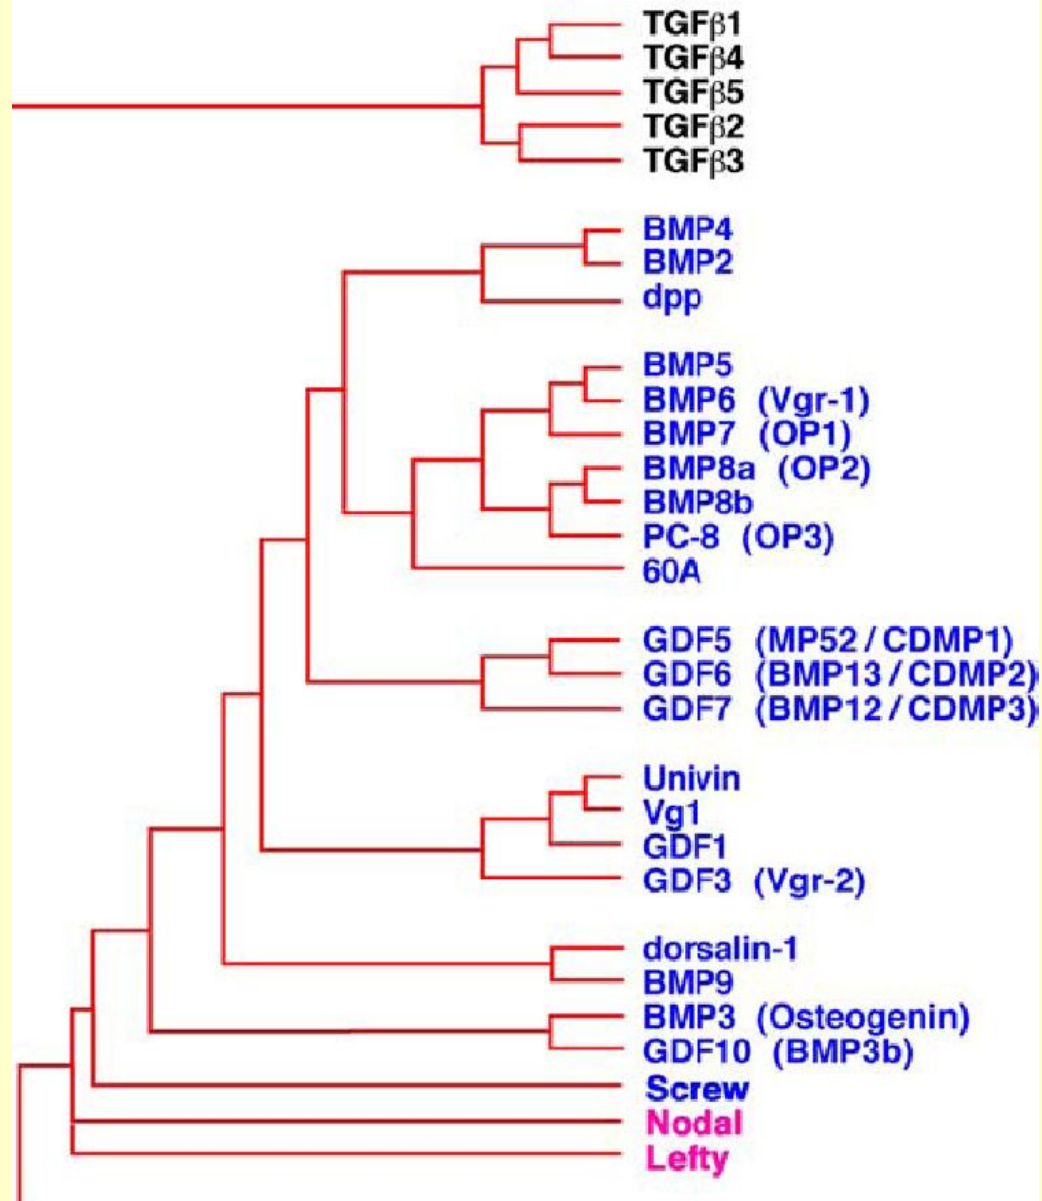 TGFβ1
TGFβ4
TGFβ5
TGFβ2
TGFβ3
BMP4
BMP2
dpp
BMP5
BMP6 (Vgr-1)
BMP7 (OP1)
BMP8a (OP2)
BMP8b
PC-8 (OP3)
60A
GDF5 (MP52 / CDMP1)
GDF6 (BMP13 / CDMP2)
GDF7 (BMP12 / CDMP3)
Univin
Vg1
GDF1
GDF3 (Vgr-2)
dorsalin-1
BMP9
BMP3 (Osteogenin)
GDF10 (BMP3b)
Screw
Nodal
Lefty